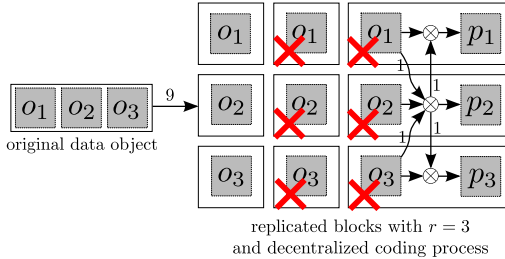 o₁ o₁ o₁ p₁
1
1
o₁ o₂ o₃ 9 o₂ o₂ o₂ p₂
original data object
1
1
o₃ o₃ o₃ p₃
replicated blocks with r = 3
and decentralized coding process